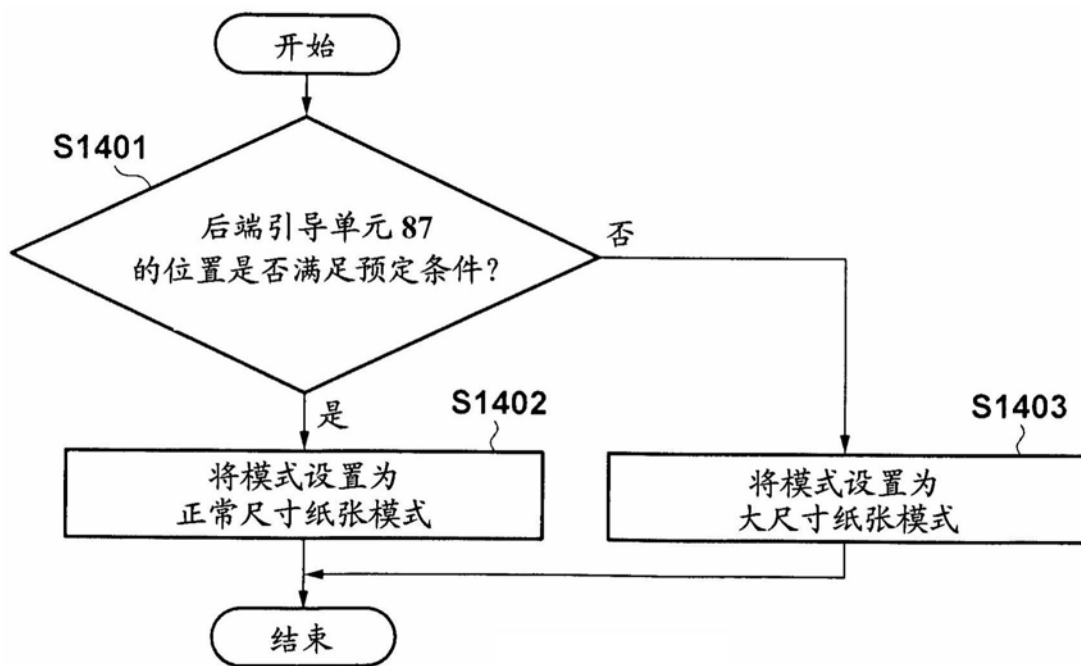 开始
S1401
后端引导单元 87
的位置是否满足预定条件?
否
是
S1402
将模式设置为
正常尺寸纸张模式
S1403
将模式设置为
大尺寸纸张模式
结束